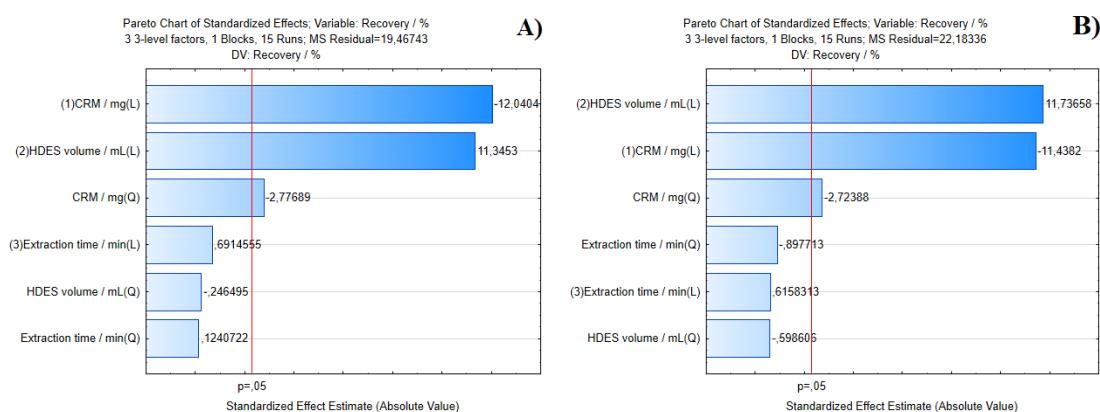 Pareto Chart of Standardized Effects; Variable: Recovery / %
3 3-level factors, 1 Blocks, 15 Runs; MS Residual=19,46743
DV: Recovery / %
A)
(1)CRM / mg(L)
-12,0404
(2)HDES volume / mL(L)
11,3453
CRM / mg(Q)
-2,77689
(3)Extraction time / min(L)
,6914555
HDES volume / mL(Q)
-,246495
Extraction time / min(Q)
,1240722
p=,05
Standardized Effect Estimate (Absolute Value)
Pareto Chart of Standardized Effects; Variable: Recovery / %
3 3-level factors, 1 Blocks, 15 Runs; MS Residual=22,18336
DV: Recovery / %
B)
(2)HDES volume / mL(L)
11,73658
(1)CRM / mg(L)
-11,4382
CRM / mg(Q)
-2,72388
Extraction time / min(Q)
-,897713
(3)Extraction time / min(L)
,6158313
HDES volume / mL(Q)
-,598606
p=,05
Standardized Effect Estimate (Absolute Value)